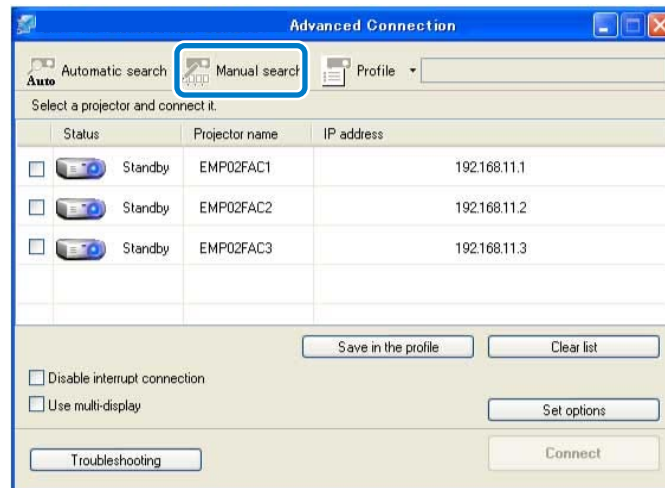 Advanced Connection
Auto Automatic search Manual search Profile
Select a projector and connect it.
Status Projector name IP address
Standby EMP02FAC1 192.168.11.1
Standby EMP02FAC2 192.168.11.2
Standby EMP02FAC3 192.168.11.3
Save in the profile Clear list
Disable interrupt connection
Use multi-display
Set options
Troubleshooting Connect